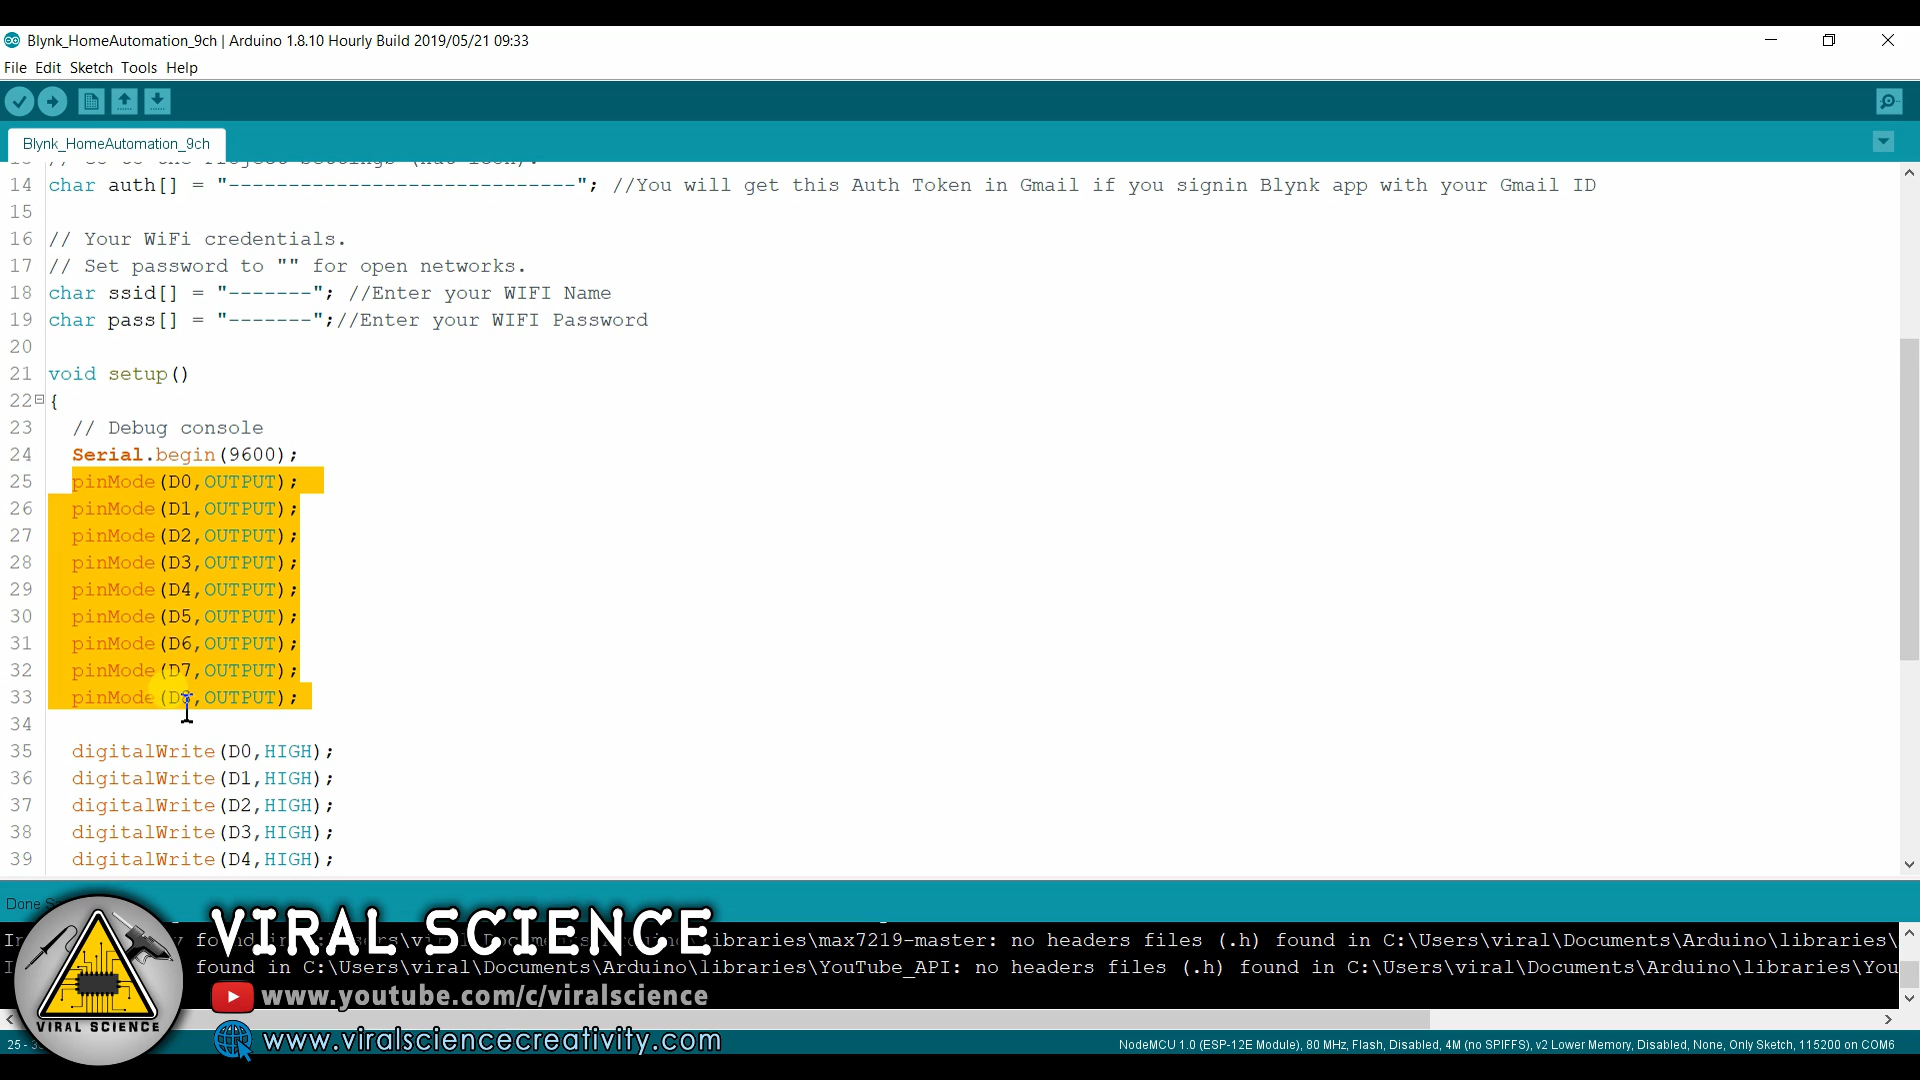 Blynk_HomeAutomation_9ch | Arduino 1.8.10 Hourly Build 2019/05/21 09:33
File Edit Sketch Tools Help
Blynk_HomeAutomation_9ch
14 char auth[] = "-----------------------------"; //You will get this Auth Token in Gmail if you signin Blynk app with your Gmail ID
15
16 // Your WiFi credentials.
17 // Set password to "" for open networks.
18 char ssid[] = "-------"; //Enter your WIFI Name
19 char pass[] = "-------";//Enter your WIFI Password
20
21 void setup()
22 {
23 // Debug console
24 Serial.begin(9600);
25 pinMode(D0,OUTPUT);
26 pinMode(D1,OUTPUT);
27 pinMode(D2,OUTPUT);
28 pinMode(D3,OUTPUT);
29 pinMode(D4,OUTPUT);
30 pinMode(D5,OUTPUT);
31 pinMode(D6,OUTPUT);
32 pinMode(D7,OUTPUT);
33 pinMode(D8,OUTPUT);
34
35 digitalWrite(D0,HIGH);
36 digitalWrite(D1,HIGH);
37 digitalWrite(D2,HIGH);
38 digitalWrite(D3,HIGH);
39 digitalWrite(D4,HIGH);
Done
VIRAL SCIENCE
found libraries\max7219-master: no headers files (.h) found in C:\Users\viral\Documents\Arduino\libraries\
found in C:\Users\viral\Documents\Arduino\libraries\YouTube_API: no headers files (.h) found in C:\Users\viral\Documents\Arduino\libraries\You
www.youtube.com/c/viralscience
VIRAL SCIENCE
www.viralsciencecreativity.com
25 - NodeMCU 1.0 (ESP-12E Module), 80 MHz, Flash, Disabled, 4M (no SPIFFS), v2 Lower Memory, Disabled, None, Only Sketch, 115200 on COM6